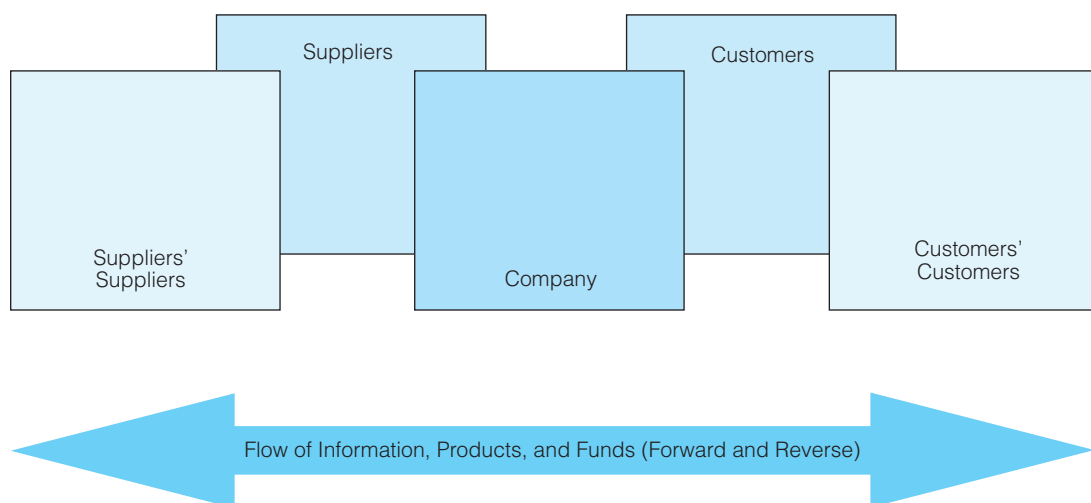 Suppliers
Customers
Suppliers’
Suppliers
Company
Customers’
Customers
Flow of Information, Products, and Funds (Forward and Reverse)